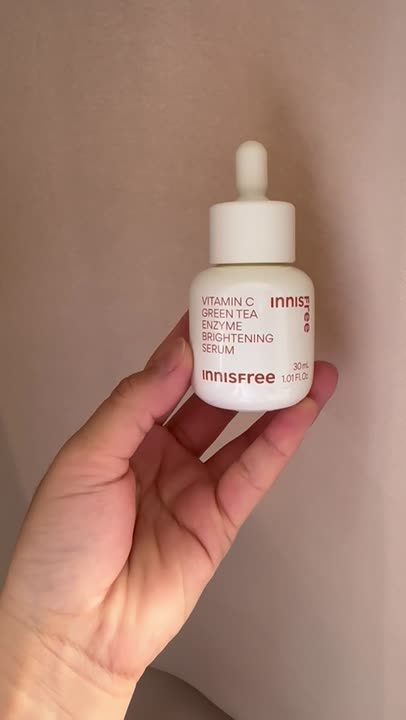 VITAMIN C
GREEN TEA
ENZYME
BRIGHTENING
SERUM
INNISFree
30mL
1.01 FL.Oz
INNISFree